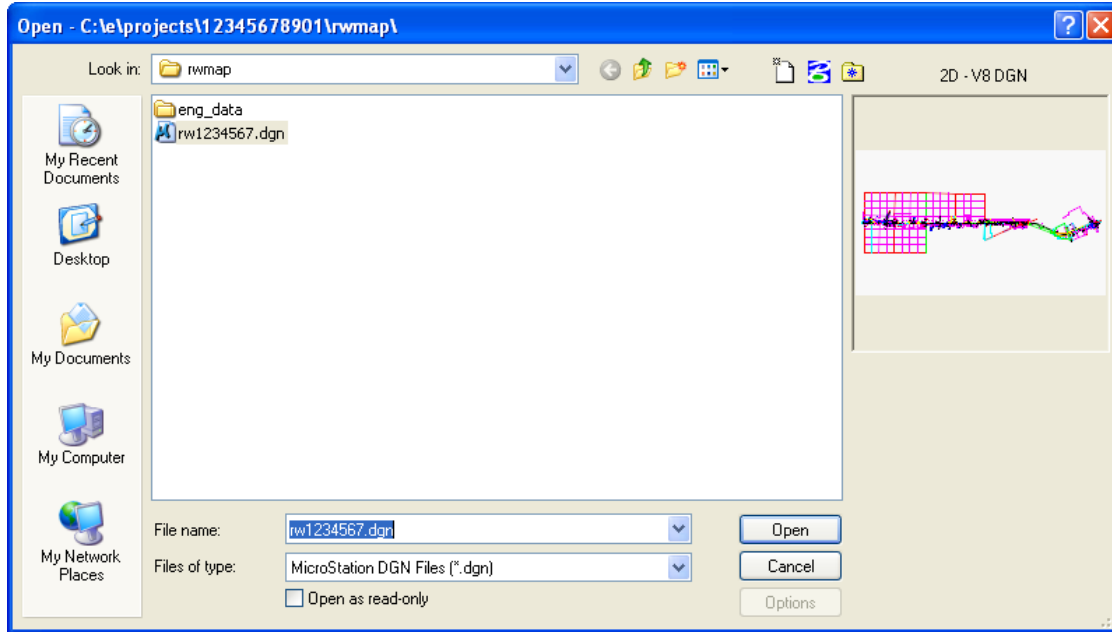 Open - C:\e\projects\12345678901\rwmap\
Look in: rwmap
2D - V8 DGN
My Recent
Documents
Desktop
My Documents
My Computer
My Network
Places
eng_data
rw1234567.dgn
File name: rw1234567.dgn
Open
Files of type: MicroStation DGN Files (*.dgn)
Cancel
Open as read-only
Options